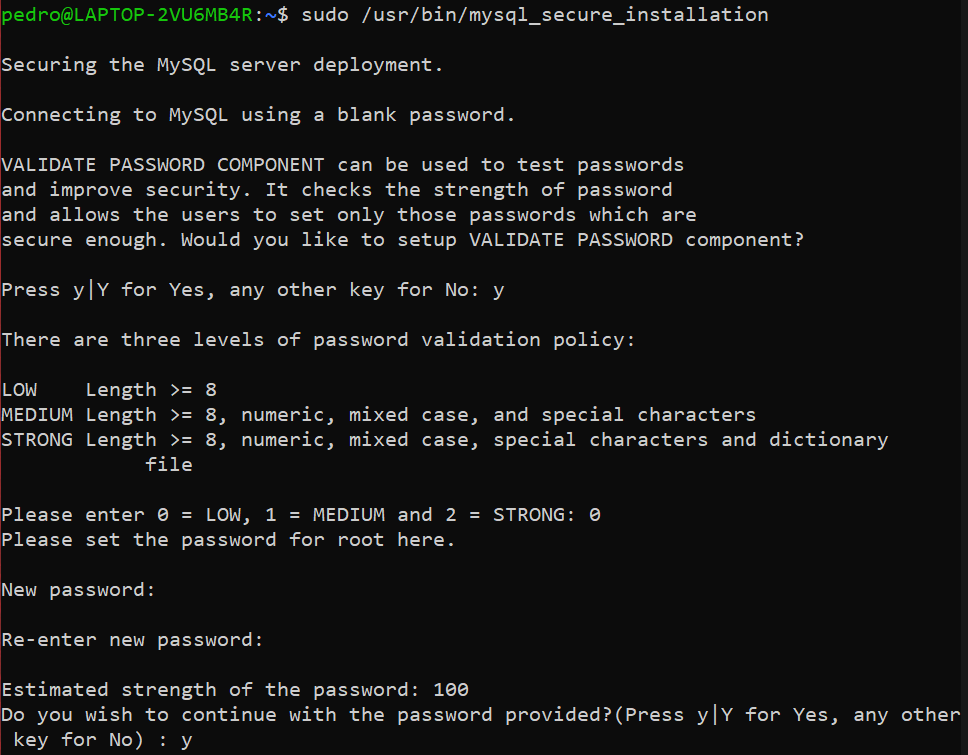 pedro@LAPTOP-2VU6MB4R:~$ sudo /usr/bin/mysql_secure_installation
Securing the MySQL server deployment.
Connecting to MySQL using a blank password.
VALIDATE PASSWORD COMPONENT can be used to test passwords
and improve security. It checks the strength of password
and allows the users to set only those passwords which are
secure enough. Would you like to setup VALIDATE PASSWORD component?
Press y|Y for Yes, any other key for No: y
There are three levels of password validation policy:
LOW    Length >= 8
MEDIUM Length >= 8, numeric, mixed case, and special characters
STRONG Length >= 8, numeric, mixed case, special characters and dictionary
            file
Please enter 0 = LOW, 1 = MEDIUM and 2 = STRONG: 0
Please set the password for root here.
New password:
Re-enter new password:
Estimated strength of the password: 100
Do you wish to continue with the password provided?(Press y|Y for Yes, any other
 key for No) : y